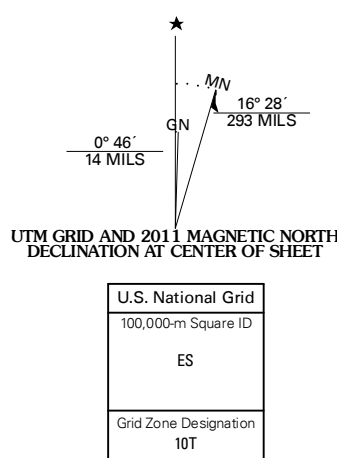 MN
GN
16° 28´
293 MILS
0° 46´
14 MILS
UTM GRID AND 2011 MAGNETIC NORTH
DECLINATION AT CENTER OF SHEET
U.S. National Grid
100,000-m Square ID
ES
Grid Zone Designation
10T